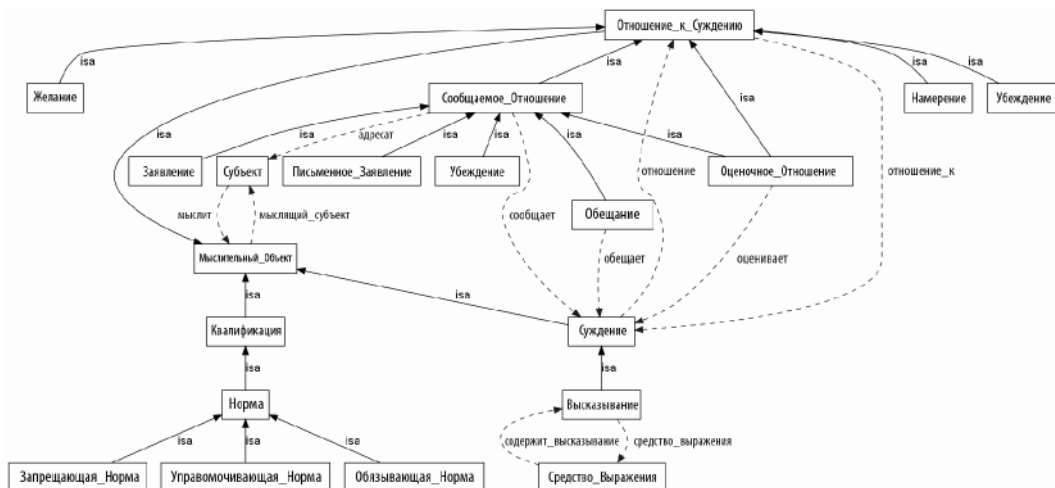 Отношение_к_Суждению
isa
isa
isa
isa
isa
Желание
Сообщаемое_Отношение
Намерение
Убеждение
isa
isa
isa
адресат
isa
isa
isa
isa
Заявление
Субъект
Письменное_Заявление
Убеждение
отношение
Оценочное_Отношение
отношение_к
мыслит
мыслящий_субъект
сообщает
Обещание
Мыслительный_Объект
обещает
оценивает
isa
isa
Квалификация
Суждение
isa
isa
Норма
Высказывание
isa
isa
isa
содержит_высказывание
средство_выражения
Запрещающая_Норма
Управомочивающая_Норма
Обязывающая_Норма
Средство_Выражения